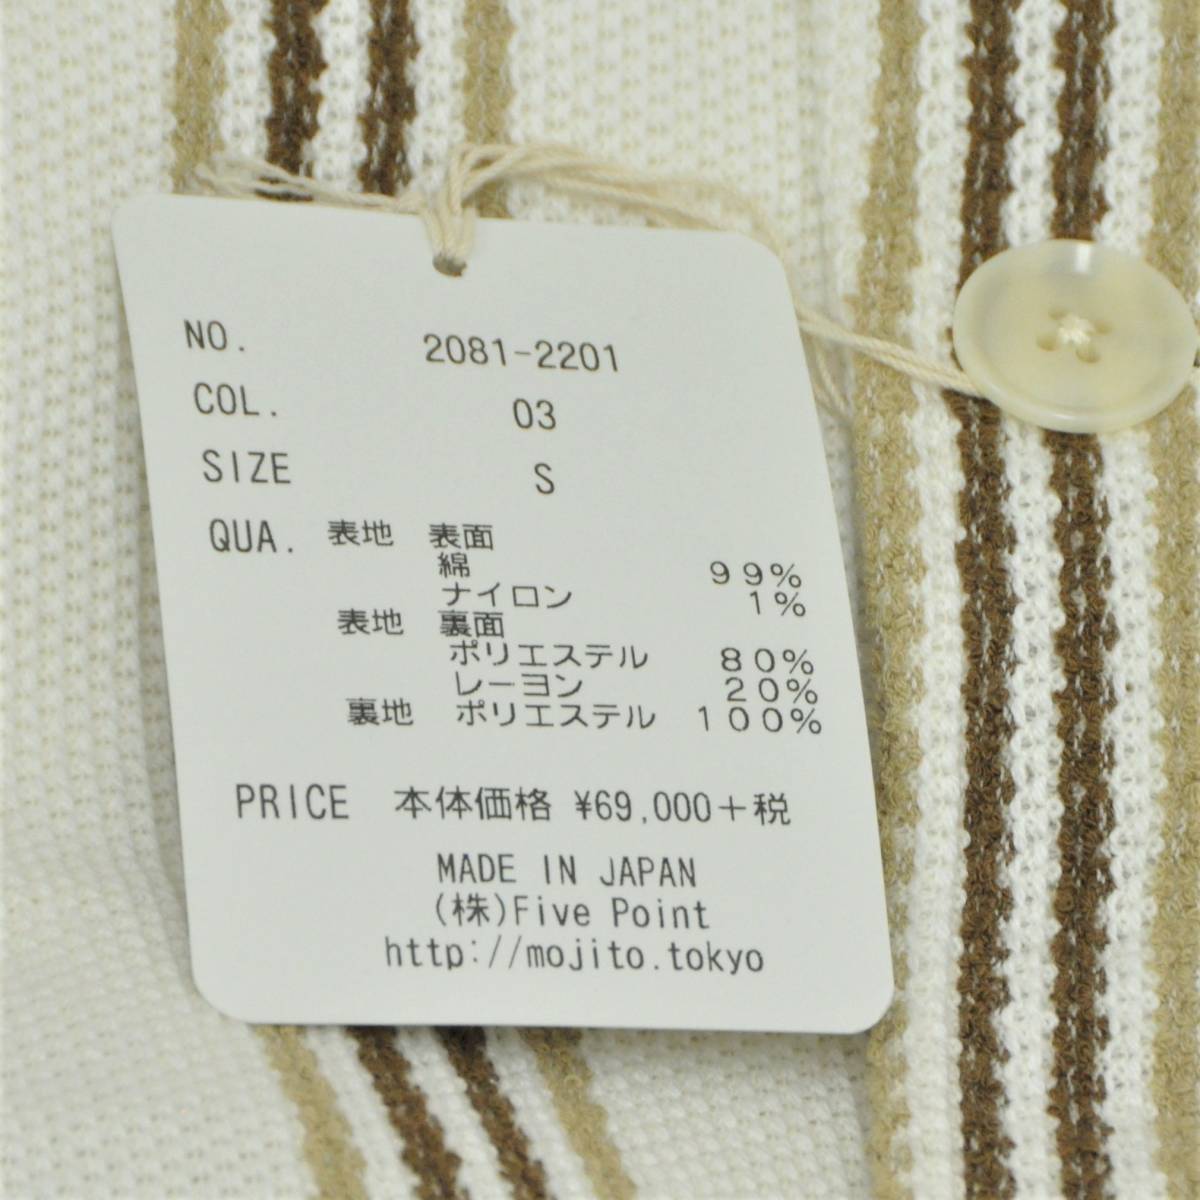 NO. 2081-2201
COL. 03
SIZE S
QUA. 表地 表面
綿 99%
ナイロン 1%
表地 裏面
ポリエステル 80%
レーヨン 20%
裏地 ポリエステル 100%
PRICE 本体価格 ¥69,000+税
MADE IN JAPAN
(株)Five Point
http://mojito.tokyo